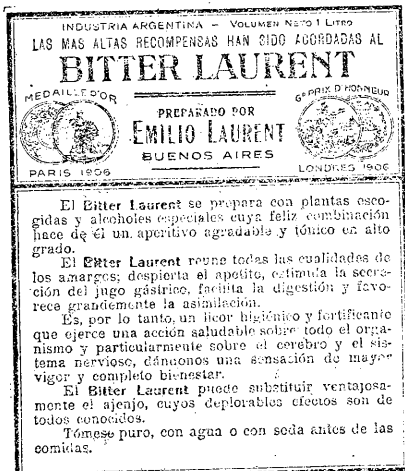 INDUSTRIA ARGENTINA – VOLUMEN NETO 1 LITRO
LAS MAS ALTAS RECOMPENSAS HAN SIDO ACORDADAS AL
BITTER LAURENT
MEDAILLE D'OR
PARIS 1906
PREPARADO POR
EMILIO LAURENT
BUENOS AIRES
Gd PRIX D'HONNEUR
LONDRES 1906
El Bitter Laurent se prepara con plantas esco-
gidas y alcoholes especiales cuya feliz combinación
hace de él un aperitivo agradable y tónico en alto
grado.
El Bitter Laurent reune todas las cualidades de
los amargos; despierta el apetito, estimula la secre-
ción del jugo gástrico, facilita la digestión y favo-
rece grandemente la asimilación.
Es, por lo tanto, un licor higiénico y fortificante
que ejerce una acción saludable sobre todo el orga-
nismo y particularmente sobre el cerebro y el sis-
tema nervioso, dándonos una sensación de mayor
vigor y completo bienestar.
El Bitter Laurent puede substituir ventajosa-
mente el ajenjo, cuyos deplorables efectos son de
todos conocidos.
Tómese puro, con agua o con soda antes de las
comidas.